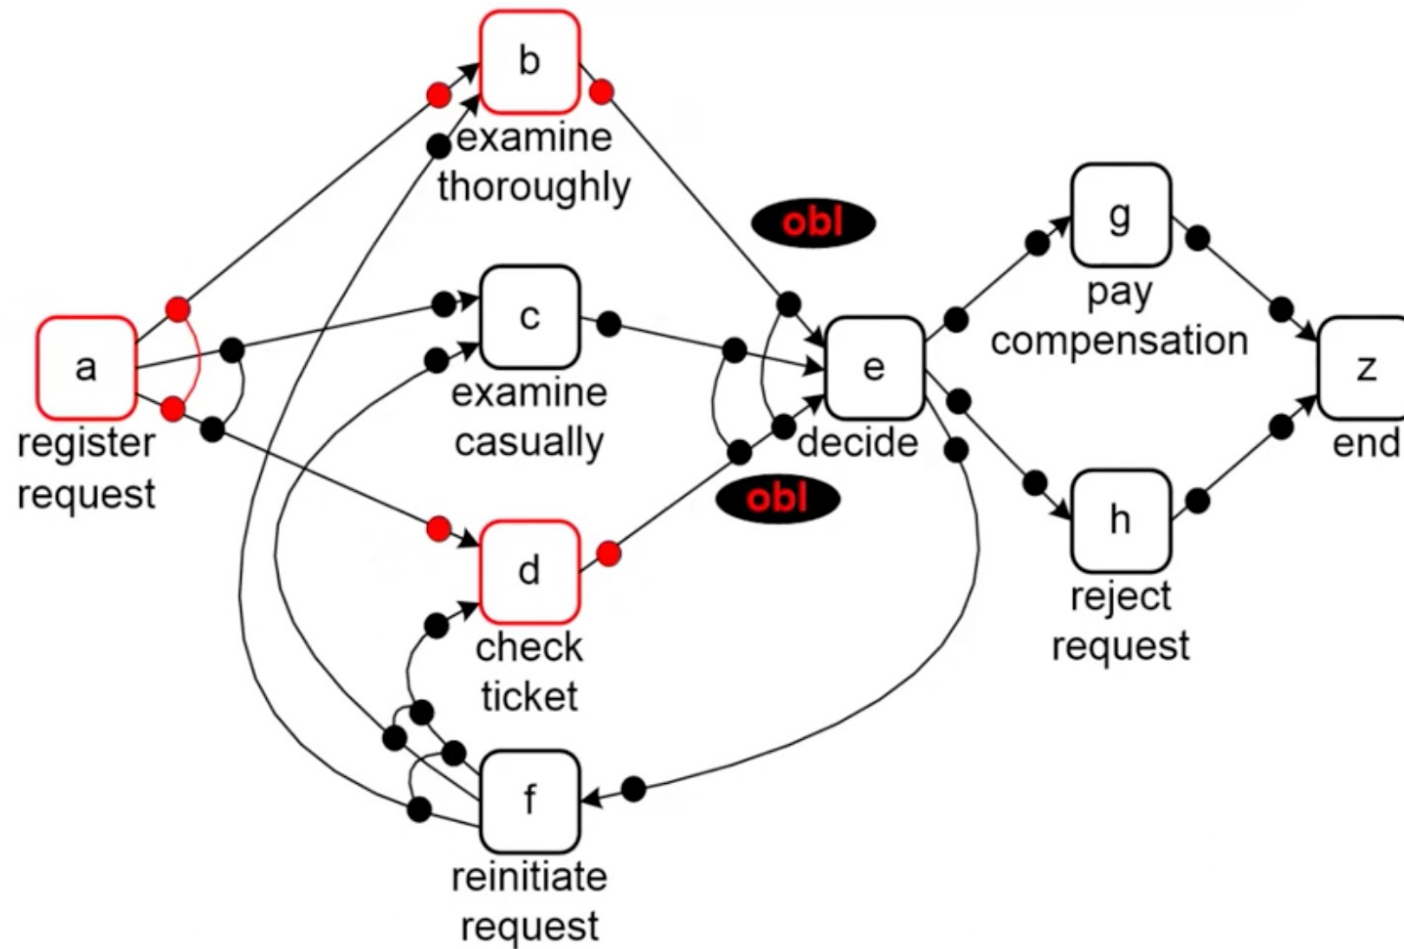 b
examine
thoroughly
obl
g
pay
compensation
a
register
request
c
examine
casually
e
decide
z
end
obl
d
check
ticket
h
reject
request
f
reinitiate
request